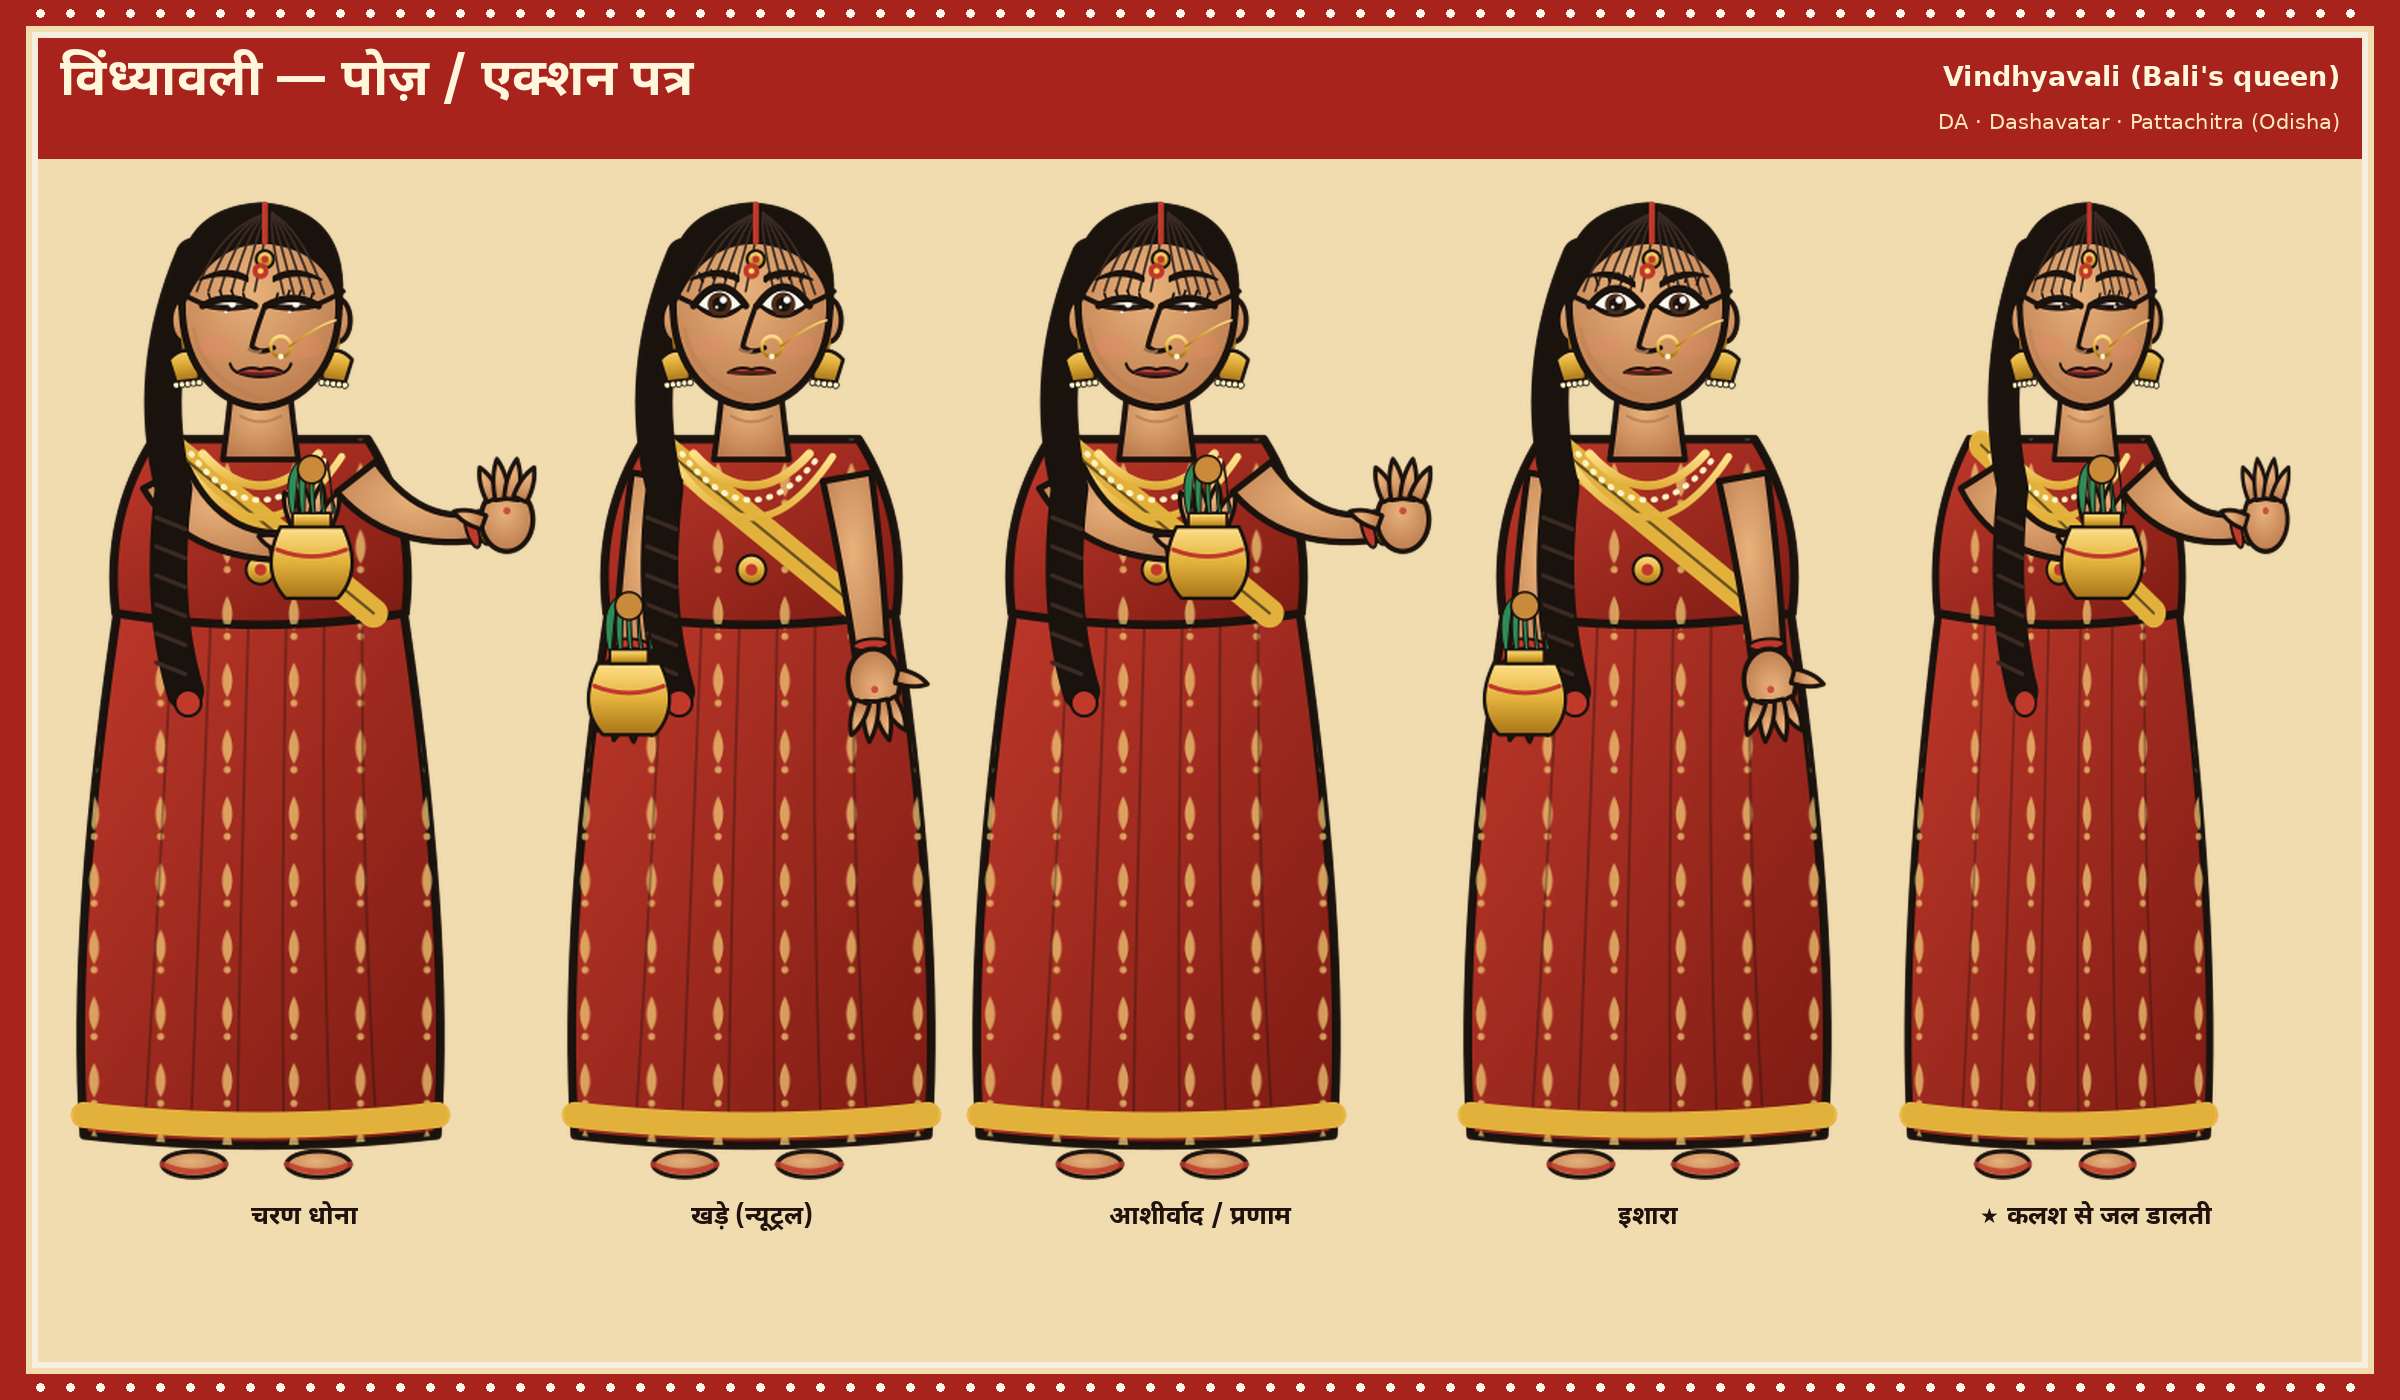 विंध्यावली — पोज़ / एक्शन पत्र
Vindhyavali (Bali's queen)
DA · Dashavatar · Pattachitra (Odisha)
चरण धोना
खड़े (न्यूट्रल)
आशीर्वाद / प्रणाम
इशारा
★ कलश से जल डालती